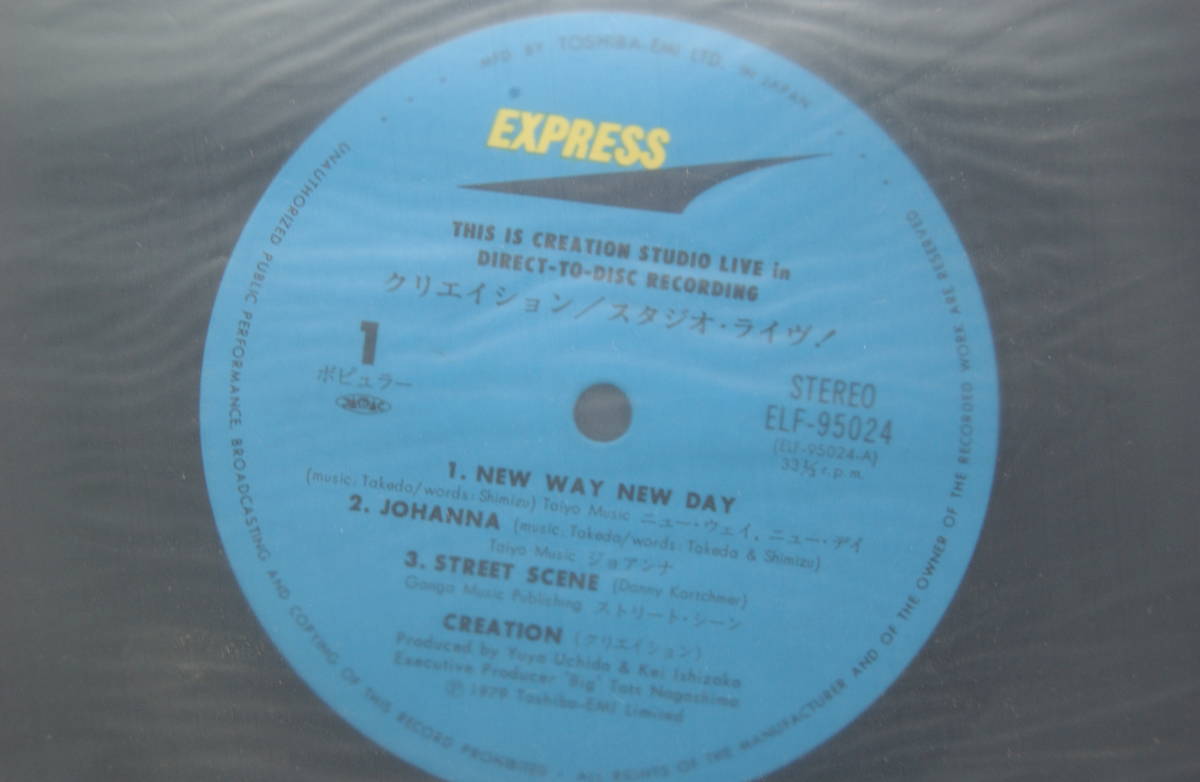 MFD BY TOSHIBA-EMI LTD. IN JAPAN
EXPRESS
THIS IS CREATION STUDIO LIVE in
DIRECT-TO-DISC RECORDING
クリエイション/スタジオ・ライヴ!
1
ポピュラー
JASRAC
STEREO
ELF-95024
(ELF-95024-A)
33⅓ r.p.m.
1. NEW WAY NEW DAY
(music: Takeda/words: Shimizu) Taiyo Music ニュー・ウェイ, ニュー・デイ
2. JOHANNA (music: Takeda/words: Takeda & Shimizu)
Taiyo Music ジョアンナ
3. STREET SCENE (Danny Kortchmer)
Gonga Music Publishing ストリート・シーン
CREATION (クリエイション)
Produced by Yuya Uchida & Kei Ishizaka
Executive Producer 'Big' Tats Nagashima
Ⓟ 1979 Toshiba-EMI Limited
UNAUTHORIZED PUBLIC PERFORMANCE, BROADCASTING AND COPYING OF THIS RECORD PROHIBITED · ALL RIGHTS OF THE MANUFACTURER AND OF THE OWNER OF THE RECORDED WORK ARE RESERVED